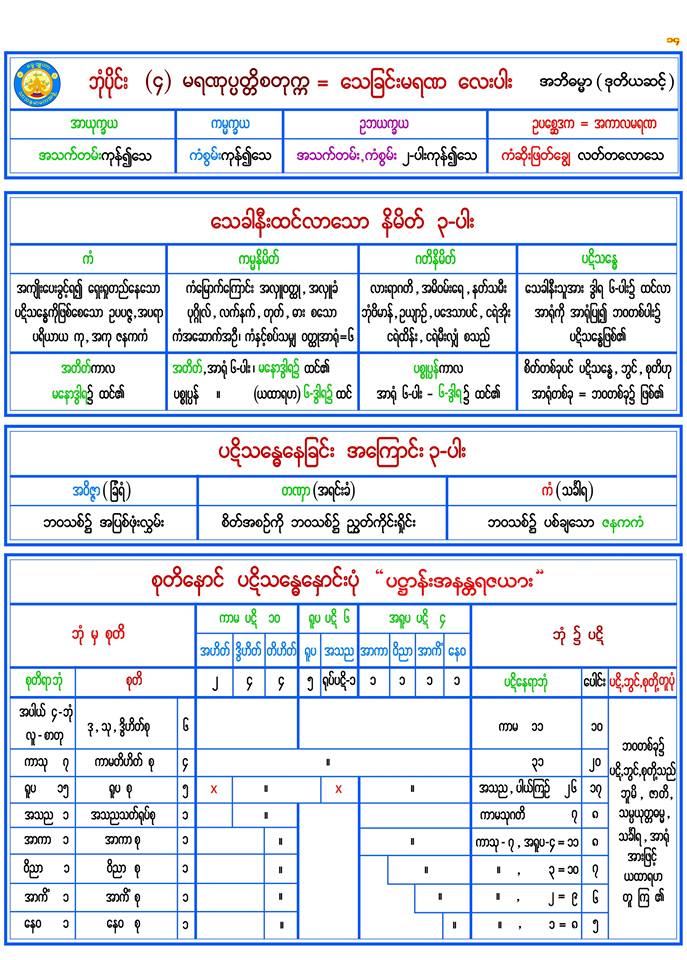 ၁၄
ဘုံပိုင်း (၄) မရဏုပ္ပတ္တိစတုက္က = သေခြင်းမရဏ လေးပါး အဘိဓမ္မာ ( ဒုတိယဆင့် )
အာယုက္ခယ ကမ္မက္ခယ ဥဘယက္ခယ ဥပစ္ဆေဒက = အကာလမရဏ
အသက်တမ်းကုန်၍သေ ကံစွမ်းကုန်၍သေ အသက်တမ်း,ကံစွမ်း ၂-ပါးကုန်၍သေ ကံဆိုးဖြတ်ချွေ လတ်တလောသေ
သေခါနီးထင်လာသော နိမိတ် ၃-ပါး
ကံ ကမ္မနိမိတ် ဂတိနိမိတ် ပဋိသန္ဓေ
အကျိုးပေးခွင့်ရ၍ ရှေးရှုတည်နေသော ကံမြောက်ကြောင်း အလှူဝတ္ထု , အလှူခံ လားရာဂတိ , အမိဝမ်းရေ , နတ်သမီး သေခါနီးသူအား ဒွါရ ၆-ပါး၌ ထင်လာ
ပဋိသန္ဓေကိုဖြစ်စေသော ဥပပဇ္ဇ,အပရာ ပုဂ္ဂိုလ် , လက်နက် , တုတ် , ဓား စသော ဘုံဗိမာန် , ဥယျာဉ် , ပဒေသာပင် , ငရဲအိုး အာရုံကို အာရုံပြု၍ ဘဝတစ်ပါး၌
ပရိယာယ ကု , အကု ဇနကကံ ကံအဆောက်အဦ၊ ကံနှင့်စပ်သမျှ ဝတ္ထုအာရုံ=၆ ငရဲထိန်း , ငရဲမီးလျှံ စသည် ပဋိသန္ဓေဖြစ်၏
အတိတ်ကာလ အတိတ်,အာရုံ ၆-ပါး၊ မနောဒွါရ၌ ထင်၏ ပစ္စုပ္ပန်ကာလ စိတ်တစ်ခုပင် ပဋိသန္ဓေ , ဘွင် , စုတိဟု
မနောဒွါရ၌ ထင်၏ ပစ္စုပ္ပန် ။ (ယထာရဟ) ၆-ဒွါရ၌ ထင် အာရုံ ၆-ပါး - ၆-ဒွါရ၌ ထင်၏ အာရုံတစ်ခု = ဘဝတစ်ခု၌ ဖြစ်၏
ပဋိသန္ဓေနေခြင်း အကြောင်း ၃-ပါး
အဝိဇ္ဇာ ( ခြံရံ ) တဏှာ (အရင်းခံ) ကံ (သင်္ခါရ)
ဘဝသစ်၌ အပြစ်ဖုံးလွှမ်း စိတ်အစဉ်ကို ဘဝသစ်၌ ညွှတ်ကိုင်းရှိုင်း ဘဝသစ်၌ ပစ်ချသော ဇနကကံ
စုတိနောင် ပဋိသန္ဓေနှောင်းပုံ “ပဋ္ဌာန်းအနန္တရဇယား”
ဘုံ မှ စုတိ ကာမ ပဋိ ၁၀ ရူပ ပဋိ ၆ အရူပ ပဋိ ၄ ဘုံ ၌ ပဋိ
အဟိတ် ဒွိဟိတ် တိဟိတ် ရူပ အသည အာကာ ဝိညာ အာကိံ နေဝ
စုတိရာဘုံ စုတိ ၂ ၄ ၄ ၅ ရုပ်ပဋိ-၁ ၁ ၁ ၁ ၁ ပဋိနေရာဘုံ ပေါင်း ပဋိ,ဘွင်,စုတို့တူပုံ
အပါယ် ၄-ဘုံ
လူ - စာတု ဒု , သု , ဒွိဟိတ်စု ၆ ကာမ ၁၁ ၁၀
ကာသု ၇ ကာမတိဟိတ် စု ၄ ။ ၃၁ ၂၀
ရူပ ၁၅ ရူပ စု ၅ x ။ x ။ အသည , ပါယ်ကြဉ် ၂၆ ၁၇
အသည ၁ အသညသတ်ရုပ်စု ၁ ။ ကာမသုဂတိ ၇ ၈
အာကာ ၁ အာကာ စု ၁ ။ ။ ကာသု - ၇ , အရူပ-၄ = ၁၁ ၈
ဝိညာ ၁ ဝိညာ စု ၁ ။ ။ ။ , ၃ = ၁၀ ၇
အာကိံ ၁ အာကိံ စု ၁ ။ ။ ။ , ၂ = ၉ ၆
နေဝ ၁ နေဝ စု ၁ ။ ။ ။ , ၁ = ၈ ၅
ဘဝတစ်ခု၌
ပဋိ,ဘွင်,စုတို့သည်
ဘူမိ , ဇာတိ,
သမ္ပယုတ္တဓမ္မ ,
သင်္ခါရ , အာရုံ
အားဖြင့်
ယထာရဟ
တူ ကြ ၏